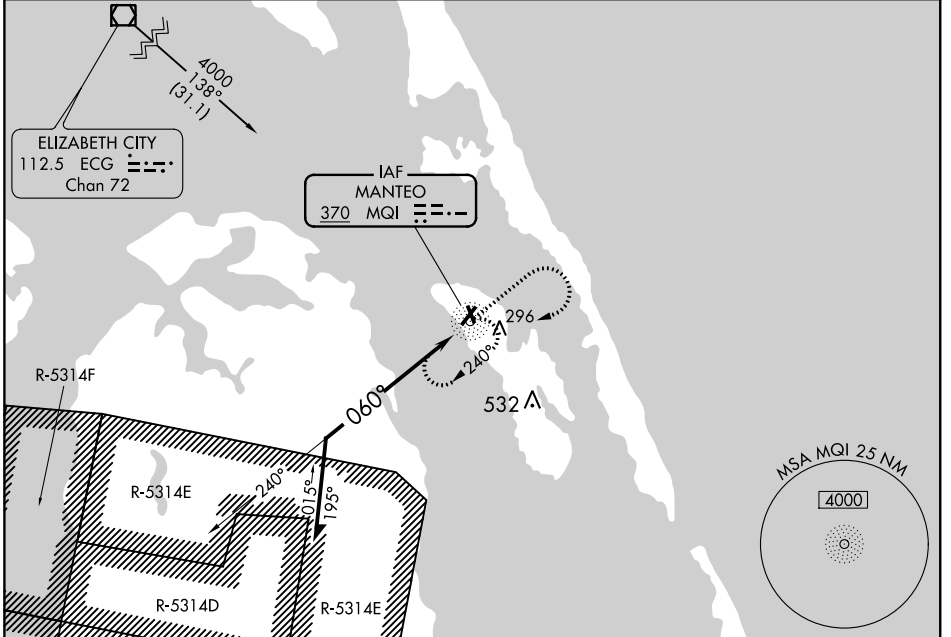 4000
138°
(31.1)
ELIZABETH CITY
112.5 ECG
Chan 72
IAF
MANTEO
370 MQI
296
240°
532
060°
R-5314F
R-5314E
240°
015°
195°
R-5314D
R-5314E
MSA MQI 25 NM
4000